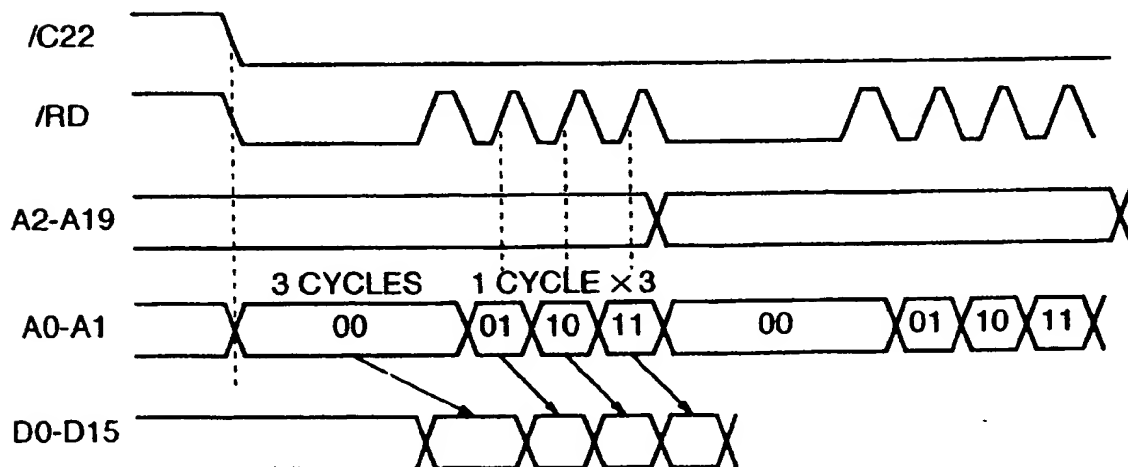 /C22
/RD
A2-A19
3 CYCLES 1 CYCLE × 3
A0-A1 00 01 10 11 00 01 10 11
D0-D15